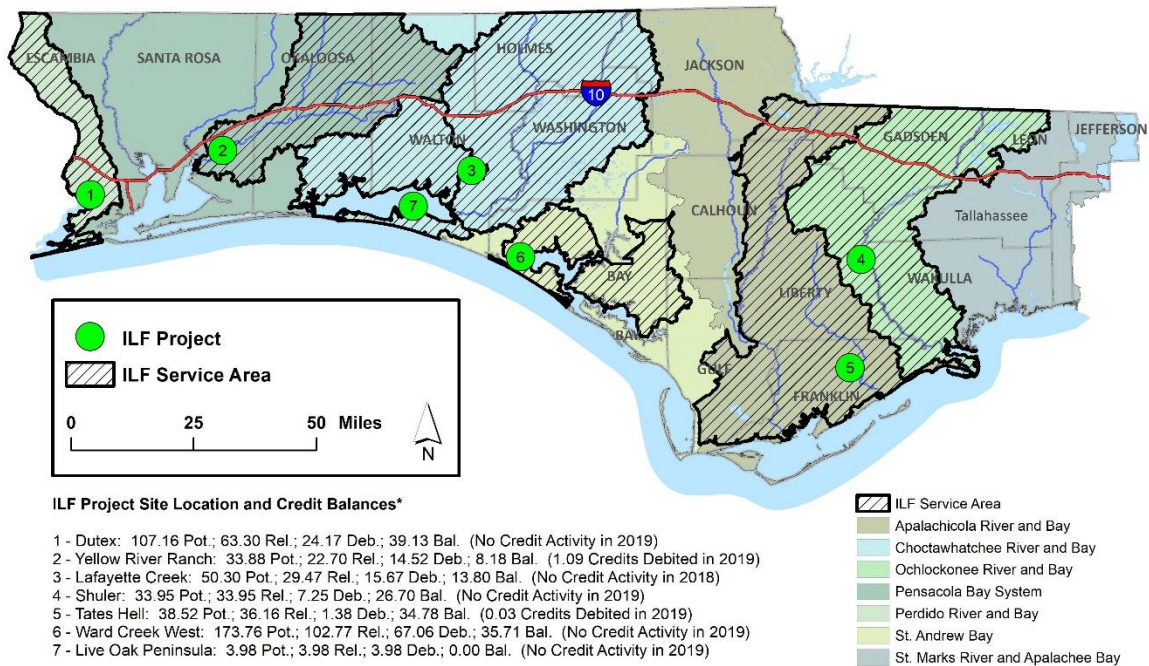 ESCAMBIA
SANTA ROSA
OKALOOSA
HOLMES
JACKSON
10
WALTON
WASHINGTON
GADSDEN
LEON
JEFFERSON
2
3
1
7
CALHOUN
Tallahassee
6
BAY
4
LIBERTY
WAKULLA
BAY
GULF
5
FRANKLIN
ILF Project
ILF Service Area
0 25 50 Miles
N
ILF Project Site Location and Credit Balances*
1 - Dutex: 107.16 Pot.; 63.30 Rel.; 24.17 Deb.; 39.13 Bal. (No Credit Activity in 2019)
2 - Yellow River Ranch: 33.88 Pot.; 22.70 Rel.; 14.52 Deb.; 8.18 Bal. (1.09 Credits Debited in 2019)
3 - Lafayette Creek: 50.30 Pot.; 29.47 Rel.; 15.67 Deb.; 13.80 Bal. (No Credit Activity in 2018)
4 - Shuler: 33.95 Pot.; 33.95 Rel.; 7.25 Deb.; 26.70 Bal. (No Credit Activity in 2019)
5 - Tates Hell: 38.52 Pot.; 36.16 Rel.; 1.38 Deb.; 34.78 Bal. (0.03 Credits Debited in 2019)
6 - Ward Creek West: 173.76 Pot.; 102.77 Rel.; 67.06 Deb.; 35.71 Bal. (No Credit Activity in 2019)
7 - Live Oak Peninsula: 3.98 Pot.; 3.98 Rel.; 3.98 Deb.; 0.00 Bal. (No Credit Activity in 2019)
ILF Service Area
Apalachicola River and Bay
Choctawhatchee River and Bay
Ochlockonee River and Bay
Pensacola Bay System
Perdido River and Bay
St. Andrew Bay
St. Marks River and Apalachee Bay